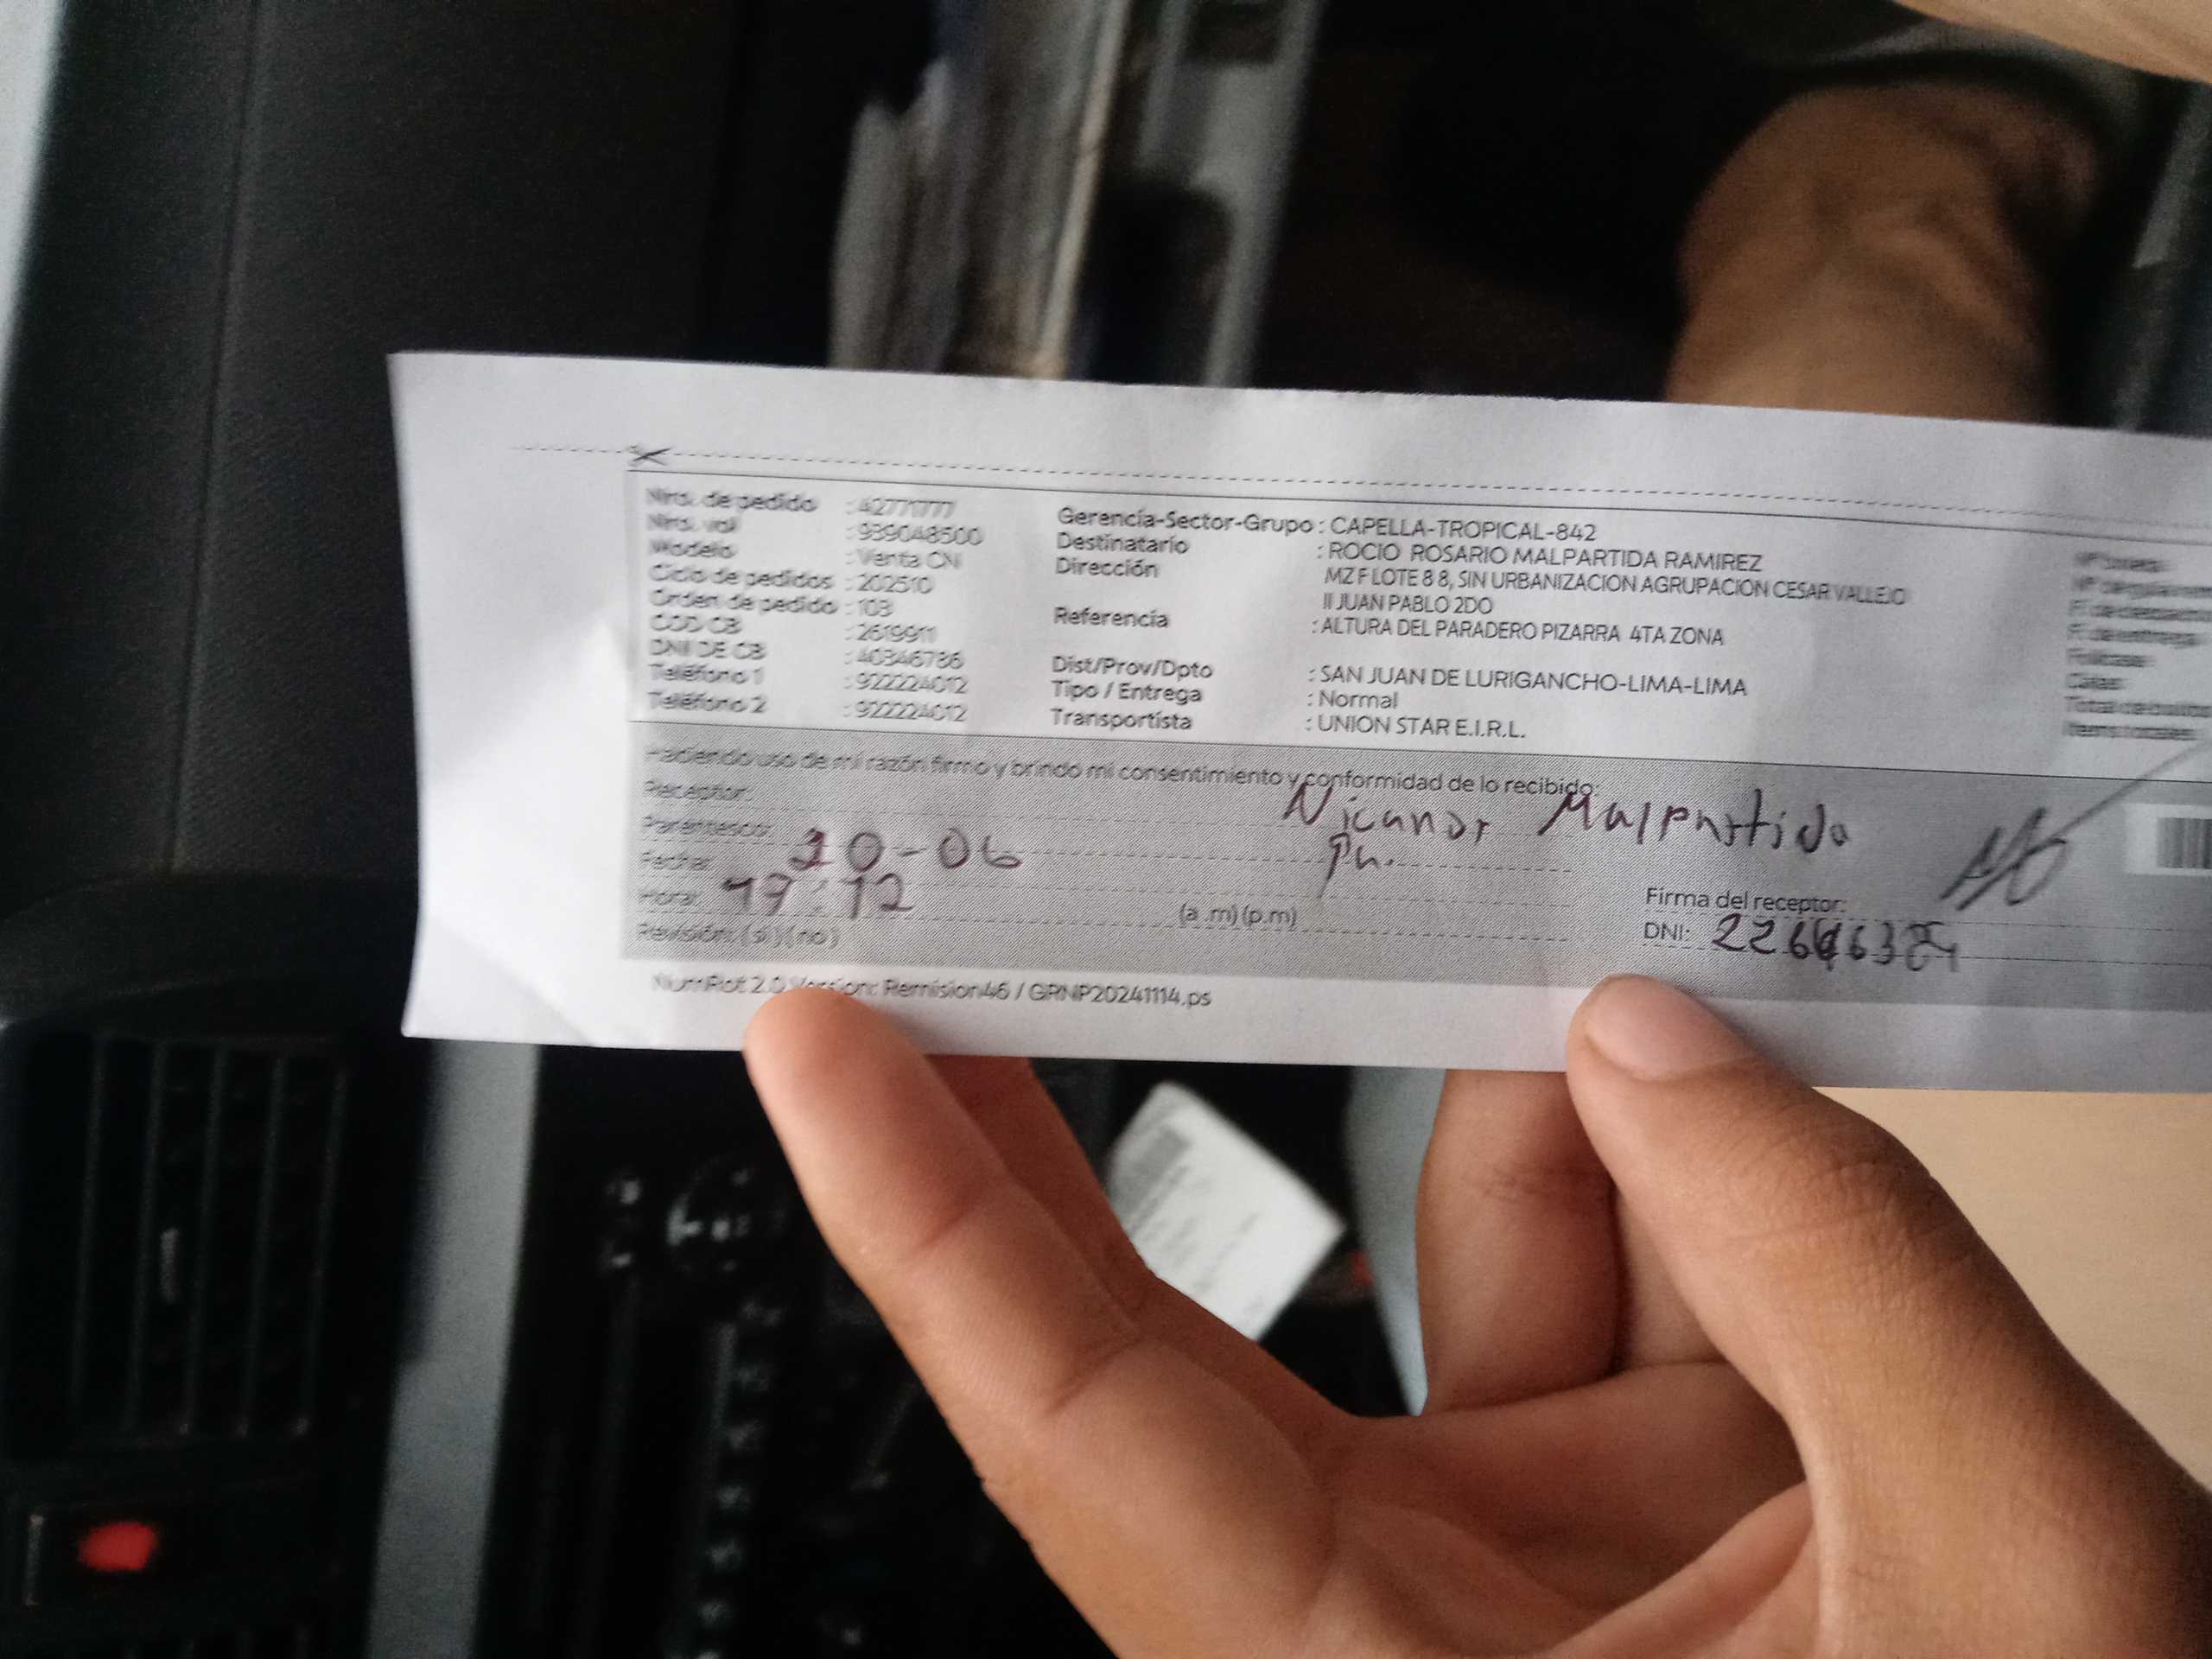 Nro. de pedido : 42771777
Nro. vol : 939048500
Modelo : Venta CN
Ciclo de pedidos : 202510
Orden de pedido : 103
COD CB : 2619911
DNI DE CB : 40346786
Teléfono 1 : 922224012
Teléfono 2 : 922224012
Gerencia-Sector-Grupo : CAPELLA-TROPICAL-842
Destinatario : ROCIO ROSARIO MALPARTIDA RAMIREZ
Dirección MZ F LOTE 8 8, SIN URBANIZACION AGRUPACION CESAR VALLEJO
II JUAN PABLO 2DO
Referencia : ALTURA DEL PARADERO PIZARRA 4TA ZONA
Dist/Prov/Dpto : SAN JUAN DE LURIGANCHO-LIMA-LIMA
Tipo / Entrega : Normal
Transportista : UNION STAR E.I.R.L.
Haciendo uso de mi razón firmo y brindo mi consentimiento y conformidad de lo recibido:
Receptor: Nicanor Malpartida
Parentesco: Pa.
Fecha: 20-06
Hora: 17:12 (a .m) (p.m)
Revisión: (si) (no)
Firma del receptor:
DNI:
NumRot 2.0 Version: Remision46 / GRNP20241114.ps